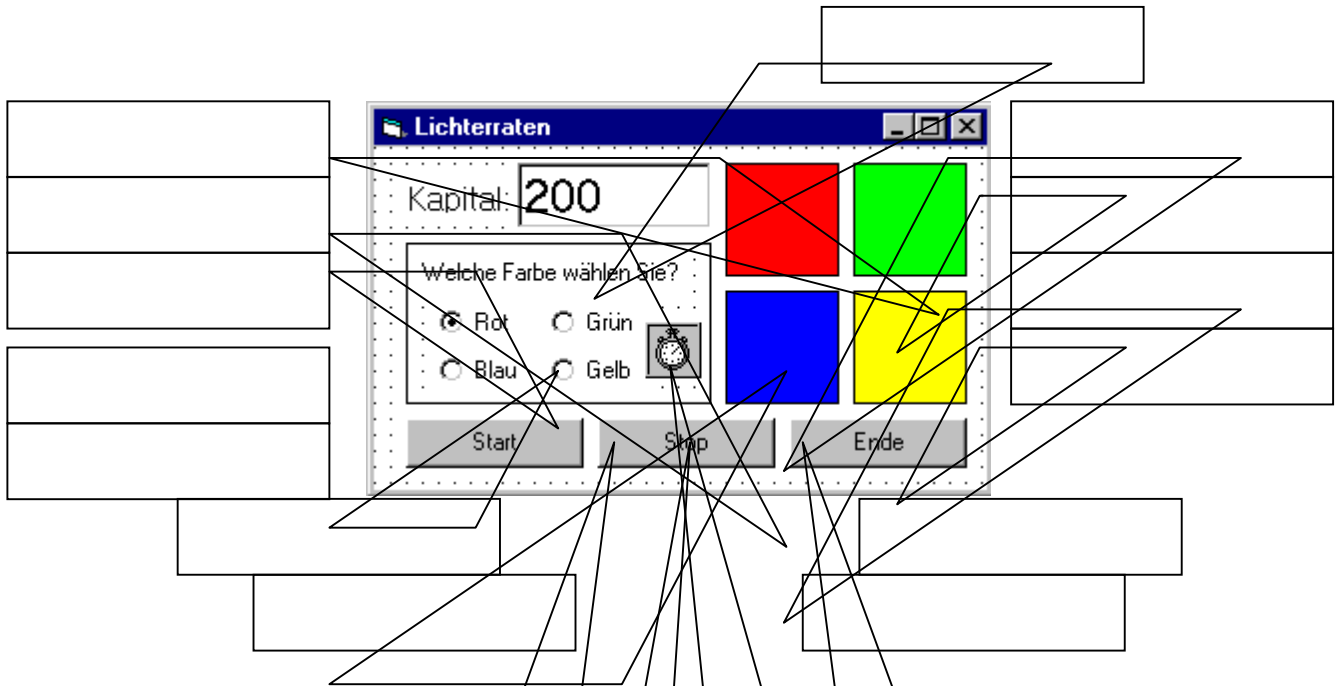 Lichterraten
Kapital: 200
Welche Farbe wählen Sie?
Rot Grün
Blau Gelb
Start Stop Ende